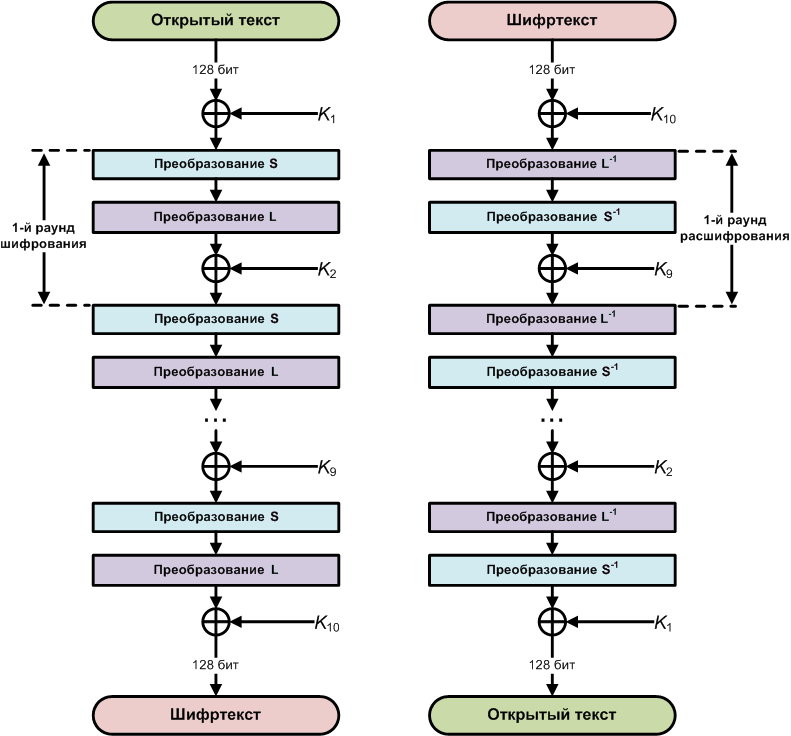 Открытый текст
128 бит
K1
Преобразование S
Преобразование L
1-й раунд
шифрования
K2
Преобразование S
Преобразование L
...
K9
Преобразование S
Преобразование L
K10
128 бит
Шифртекст
Шифртекст
128 бит
K10
Преобразование L-1
Преобразование S-1
1-й раунд
расшифрования
K9
Преобразование L-1
Преобразование S-1
...
K2
Преобразование L-1
Преобразование S-1
K1
128 бит
Открытый текст